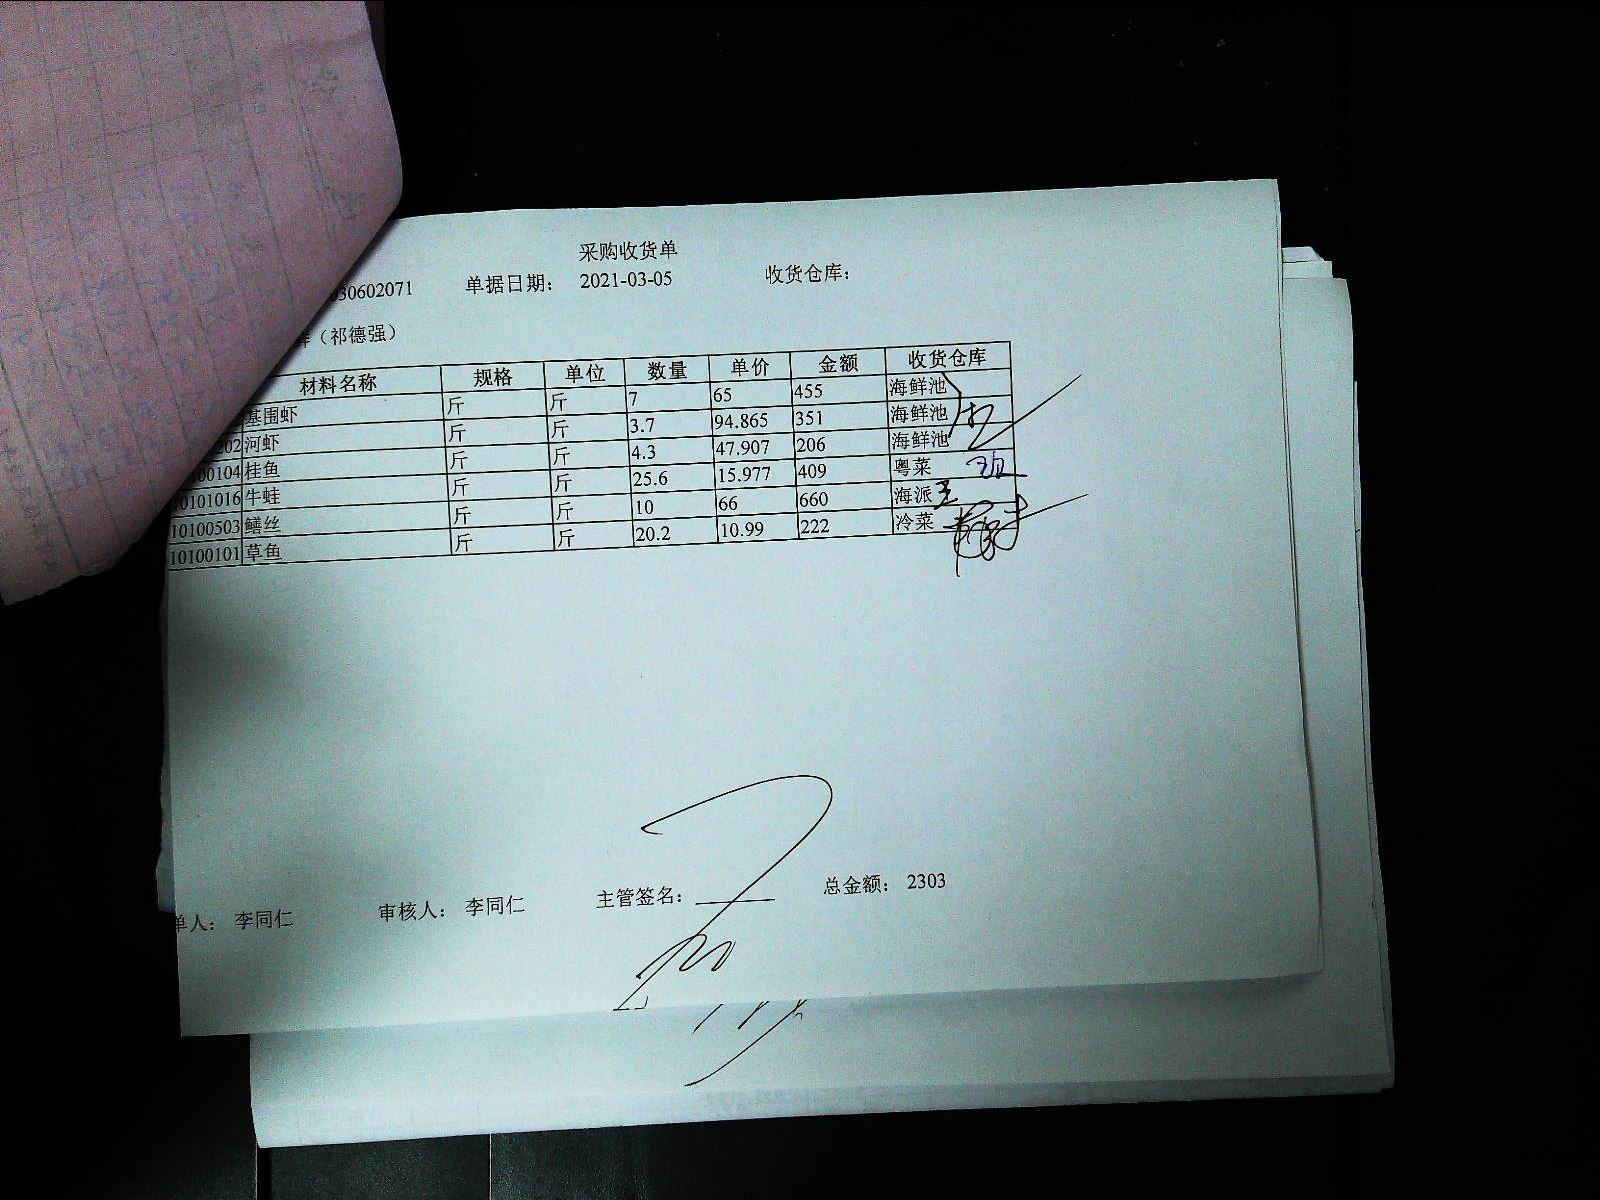 采购收货单
30602071 单据日期： 2021-03-05 收货仓库：
（祁德强）
材料名称 规格 单位 数量 单价 金额 收货仓库
基围虾 斤 斤 7 65 455 海鲜池
202 河虾 斤 斤 3.7 94.865 351 海鲜池
00104 桂鱼 斤 斤 4.3 47.907 206 海鲜池
0101016 牛蛙 斤 斤 25.6 15.977 409 粤菜
10100503 鳝丝 斤 斤 10 66 660 海派
10100101 草鱼 斤 斤 20.2 10.99 222 冷菜
单人： 李同仁 审核人： 李同仁 主管签名： 总金额： 2303